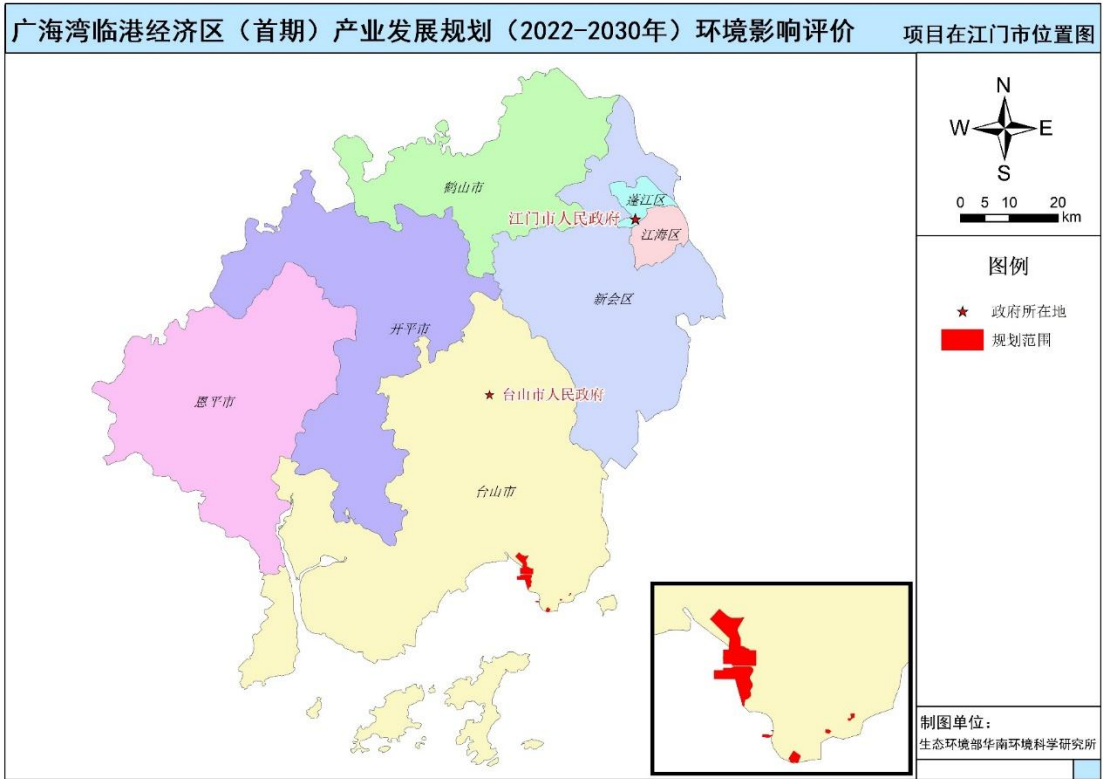 广海湾临港经济区（首期）产业发展规划（2022-2030年）环境影响评价
项目在江门市位置图
N
W E
S
0 5 10 20
km
图例
政府所在地
规划范围
鹤山市
蓬江区
江门市人民政府
江海区
新会区
开平市
恩平市
台山市人民政府
台山市
制图单位：
生态环境部华南环境科学研究所